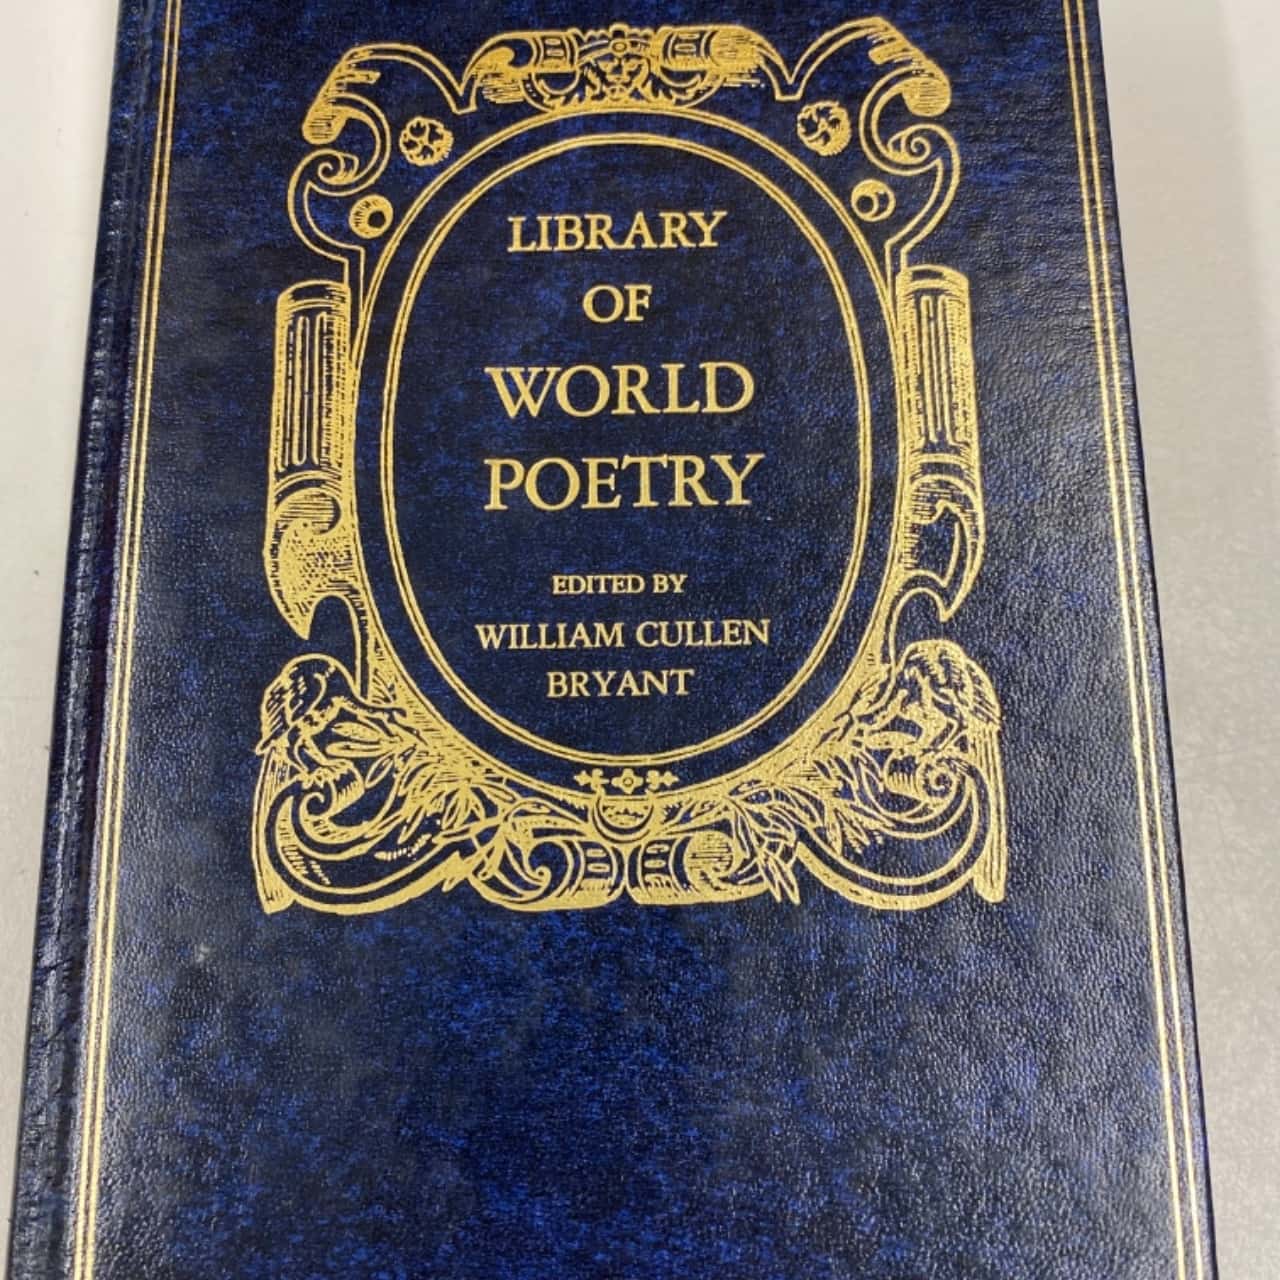 LIBRARY
OF
WORLD
POETRY
EDITED BY
WILLIAM CULLEN
BRYANT